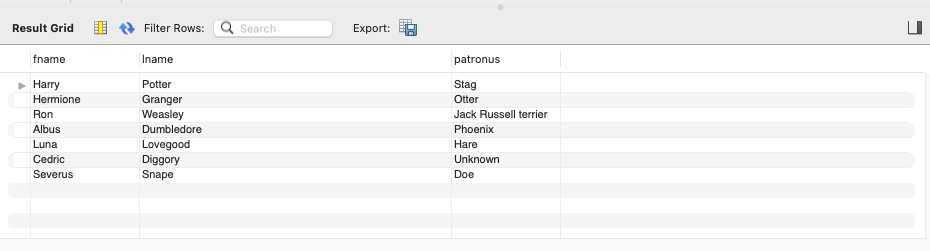 Result Grid Filter Rows: Search Export:
fname lname patronus
Harry Potter Stag
Hermione Granger Otter
Ron Weasley Jack Russell terrier
Albus Dumbledore Phoenix
Luna Lovegood Hare
Cedric Diggory Unknown
Severus Snape Doe